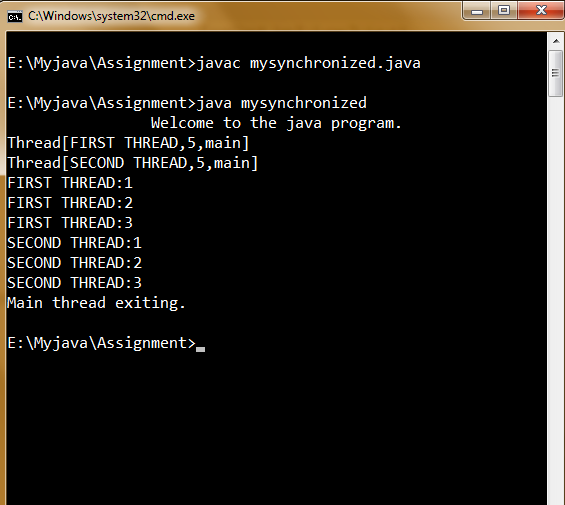 C:\Windows\system32\cmd.exe
E:\Myjava\Assignment>javac mysynchronized.java
E:\Myjava\Assignment>java mysynchronized
Welcome to the java program.
Thread[FIRST THREAD,5,main]
Thread[SECOND THREAD,5,main]
FIRST THREAD:1
FIRST THREAD:2
FIRST THREAD:3
SECOND THREAD:1
SECOND THREAD:2
SECOND THREAD:3
Main thread exiting.
E:\Myjava\Assignment>